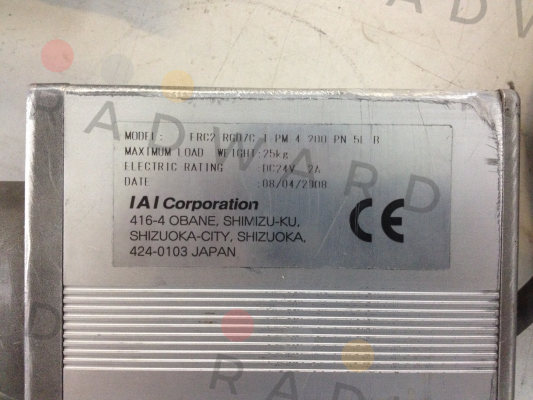 MODEL: ERC2 RGD7C I PM 4 200 PN 5L B
MAXIMUM LOAD WEIGHT:25kg
ELECTRIC RATING :DC24V 2A
DATE :08/04/2008
IAI Corporation
416-4 OBANE, SHIMIZU-KU,
SHIZUOKA-CITY, SHIZUOKA,
424-0103 JAPAN
CE
RADWARD
RADWARD